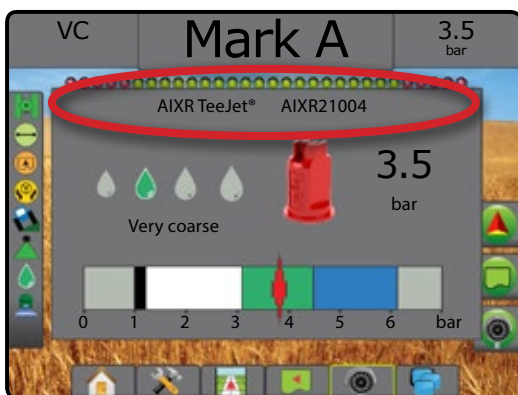 VC Mark A 3.5
bar
AIXR TeeJet® AIXR21004
3.5
bar
Very coarse
0 1 2 3 4 5 6 bar